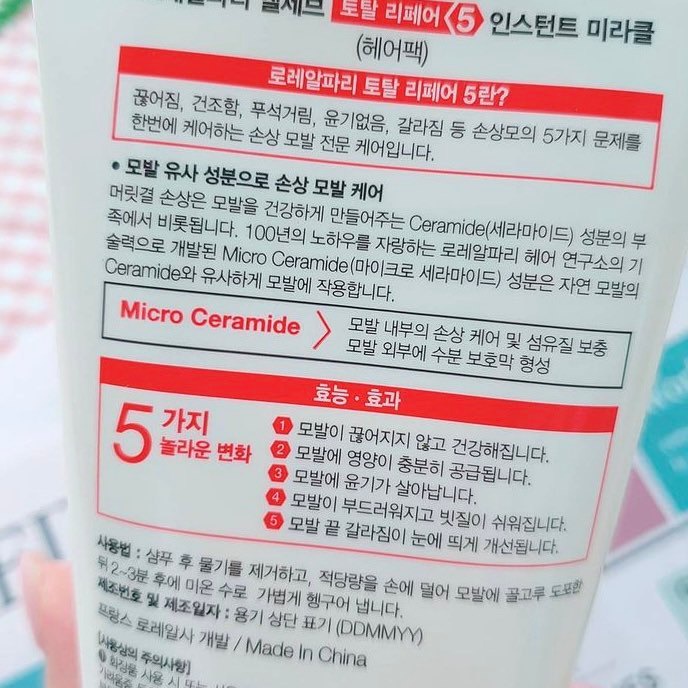 토탈 리페어 5 인스턴트 미라클
(헤어팩)
로레알파리 토탈 리페어 5란?
끊어짐, 건조함, 푸석거림, 윤기없음, 갈라짐 등 손상모의 5가지 문제를
한번에 케어하는 손상 모발 전문 케어입니다.
• 모발 유사 성분으로 손상 모발 케어
머릿결 손상은 모발을 건강하게 만들어주는 Ceramide(세라마이드) 성분의 부
족에서 비롯됩니다. 100년의 노하우를 자랑하는 로레알파리 헤어 연구소의 기
술력으로 개발된 Micro Ceramide(마이크로 세라마이드) 성분은 자연 모발의
Ceramide와 유사하게 모발에 작용합니다.
Micro Ceramide
모발 내부의 손상 케어 및 섬유질 보충
모발 외부에 수분 보호막 형성
효능 · 효과
5 가지
놀라운 변화
1 모발이 끊어지지 않고 건강해집니다.
2 모발에 영양이 충분히 공급됩니다.
3 모발에 윤기가 살아납니다.
4 모발이 부드러워지고 빗질이 쉬워집니다.
5 모발 끝 갈라짐이 눈에 띄게 개선됩니다.
사용법 : 샴푸 후 물기를 제거하고, 적당량을 손에 덜어 모발에 골고루 도포한
뒤 2~3분 후에 미온 수로 가볍게 헹구어 냅니다.
제조번호 및 제조일자 : 용기 상단 표기 (DDMMYY)
프랑스 로레알사 개발 / Made In China
[사용상의 주의사항]
화장품 사용 시 또는